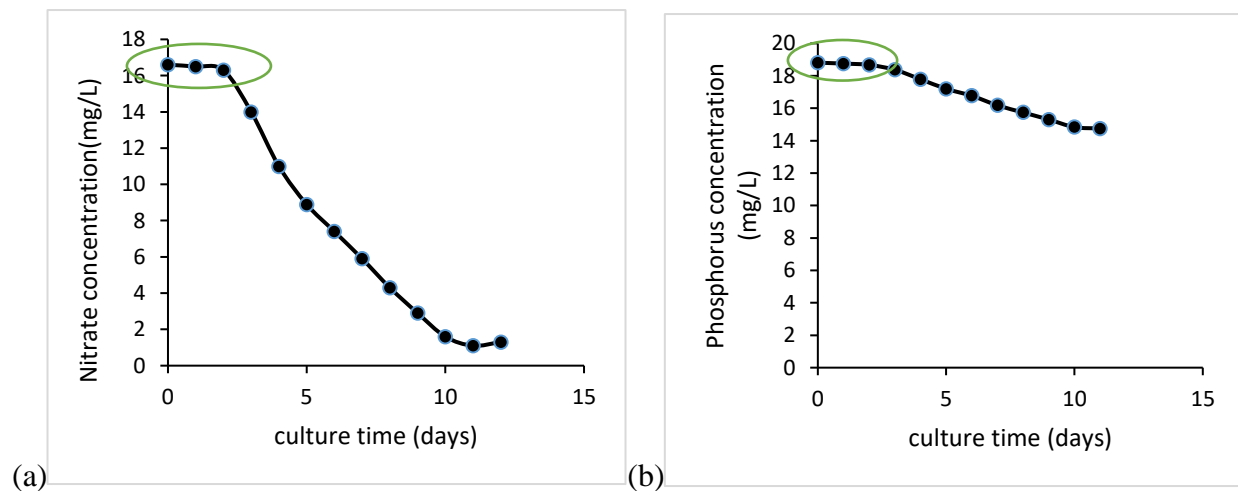 18
16
14
12
10
8
6
4
2
0
Nitrate concentration(mg/L)
0 5 10 15
culture time (days)
(a)
20
18
16
14
12
10
8
6
4
2
0
Phosphorus concentration
(mg/L)
0 5 10 15
culture time (days)
(b)